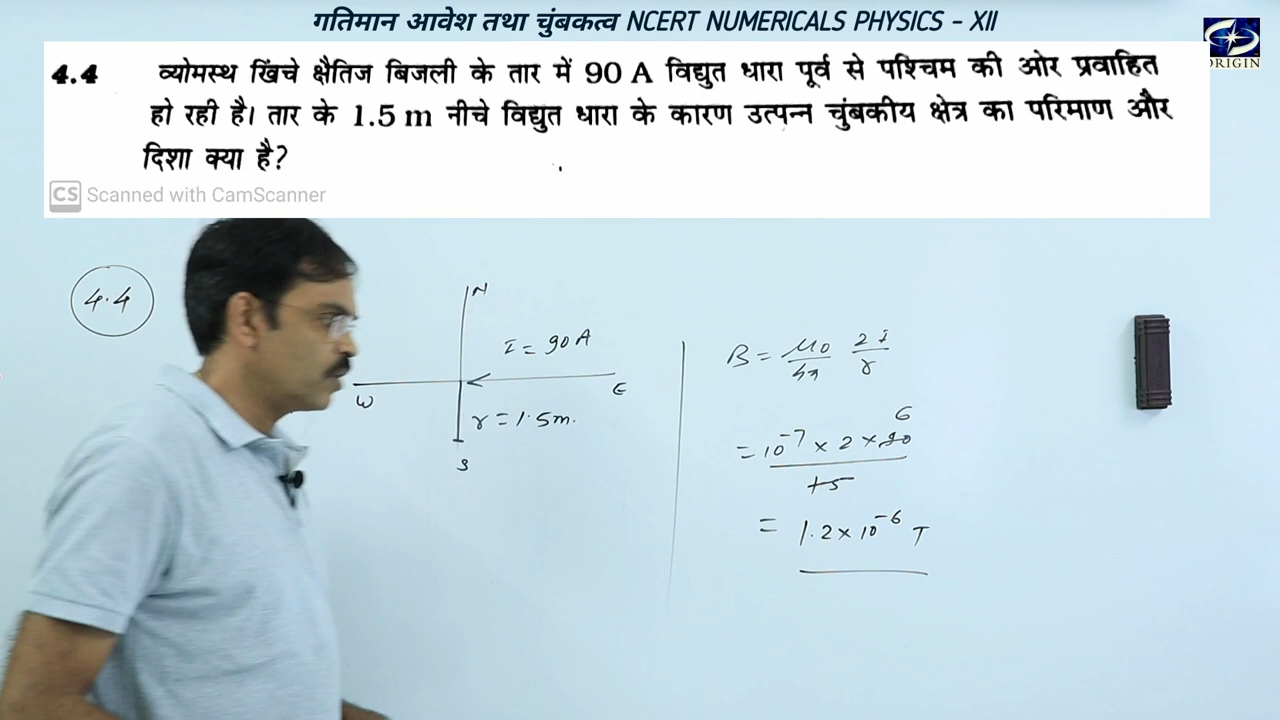 गतिमान आवेश तथा चुंबकत्व NCERT NUMERICALS PHYSICS - XII
ORIGIN
4.4 व्योमस्थ खिंचे क्षैतिज बिजली के तार में 90 A विद्युत धारा पूर्व से पश्चिम की ओर प्रवाहित
हो रही है। तार के 1.5 m नीचे विद्युत धारा के कारण उत्पन्न चुंबकीय क्षेत्र का परिमाण और
दिशा क्या है?
CS Scanned with CamScanner
4.4
N
I = 90 A
W
E
r = 1.5 m.
S
B = μ0/4π 2I/r
= 10^-7 × 2 × 90 6
15
= 1.2 × 10^-6 T